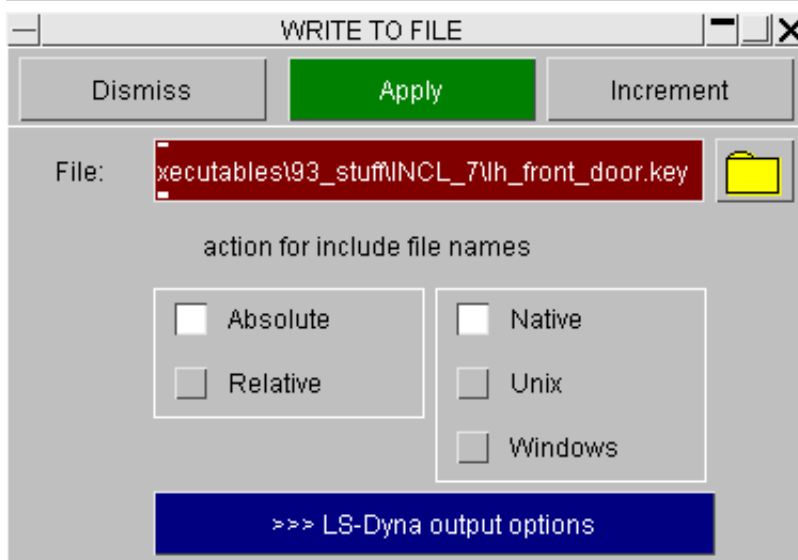 WRITE TO FILE
Dismiss Apply Increment
File: xecutables\93_stuff\INCL_7\lh_front_door.key
action for include file names
Absolute Native
Relative Unix
Windows
>>> LS-Dyna output options